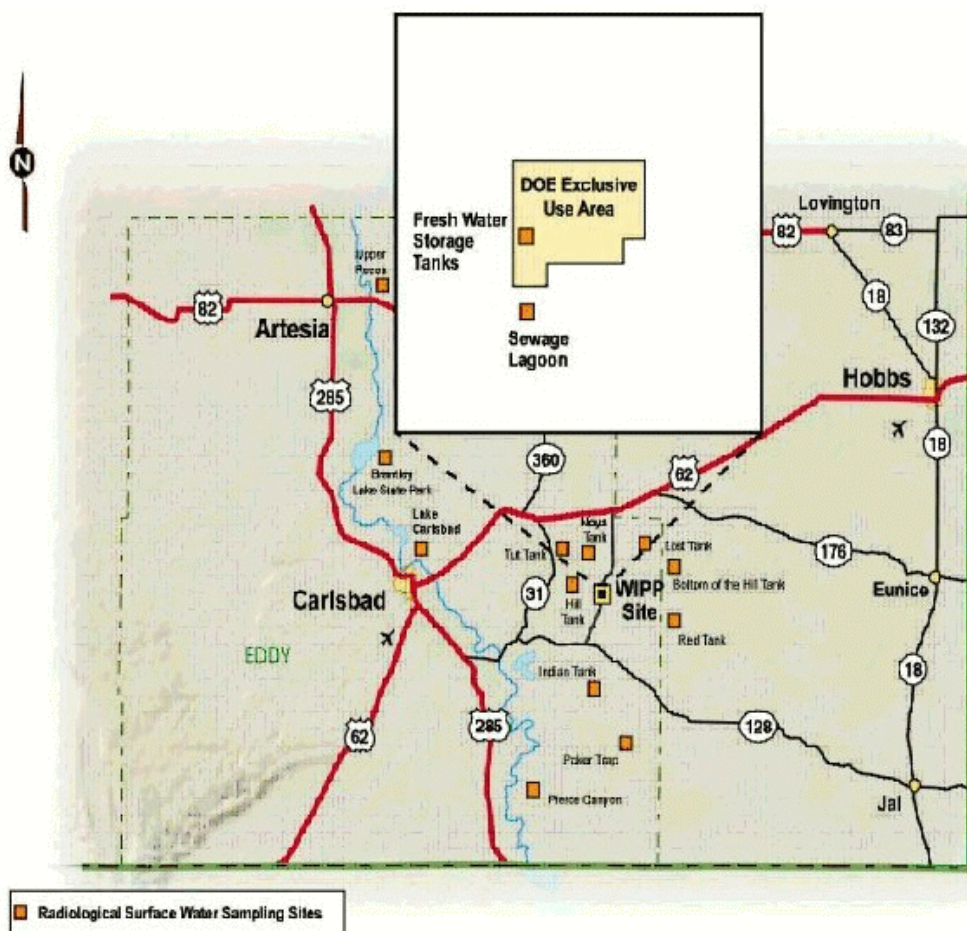 N
DOE Exclusive
Use Area
Fresh Water
Storage
Tanks
Sewage
Lagoon
Lovington
82
83
Upper
Pecos
82
Artesia
18
132
285
Hobbs
18
360
62
Brantley
Lake State Park
Lake
Carlsbad
Noya
Tank
Tut Tank
Lost Tank
176
Bottom of the Hill Tank
Eunice
Carlsbad
31
Hill
Tank
WIPP
Site
Red Tank
EDDY
Indian Tank
18
62
285
128
Poker Trap
Pierce Canyon
Jal
Radiological Surface Water Sampling Sites